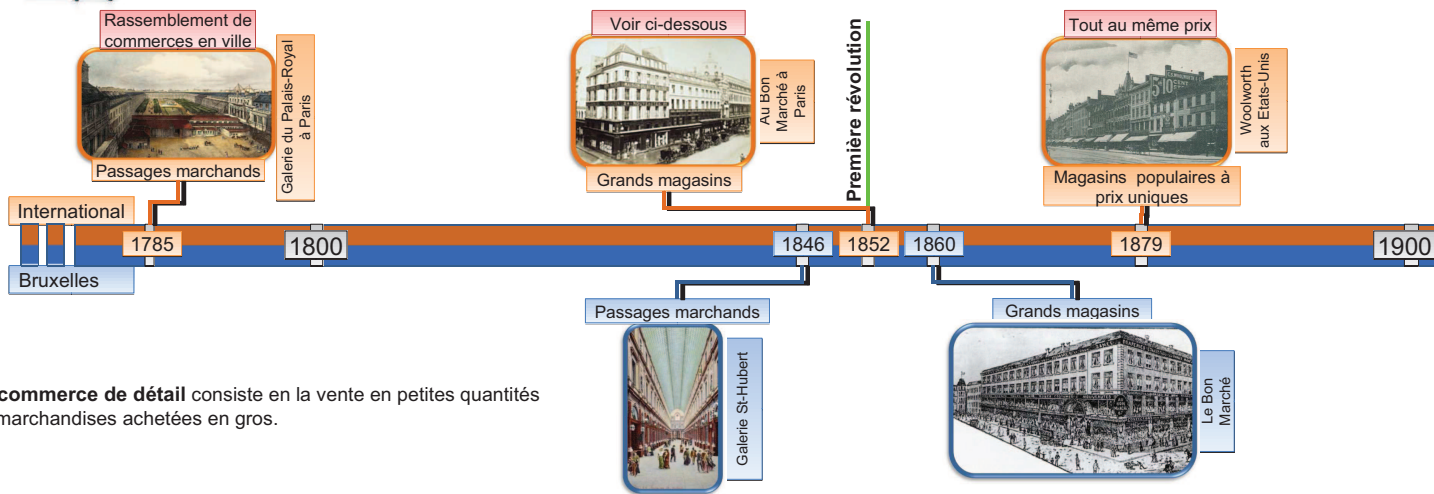 Rassemblement de
commerces en ville
Galerie du Palais-Royal
à Paris
Passages marchands
Voir ci-dessous
Au Bon
Marché à
Paris
Grands magasins
Première révolution
Tout au même prix
5 & 10 CENT
Woolworth
aux Etats-Unis
Magasins populaires à
prix uniques
International
1785
1800
1846
1852
1860
1879
1900
Bruxelles
Passages marchands
Galerie St-Hubert
Grands magasins
Le Bon
Marché
commerce de détail consiste en la vente en petites quantités
marchandises achetées en gros.